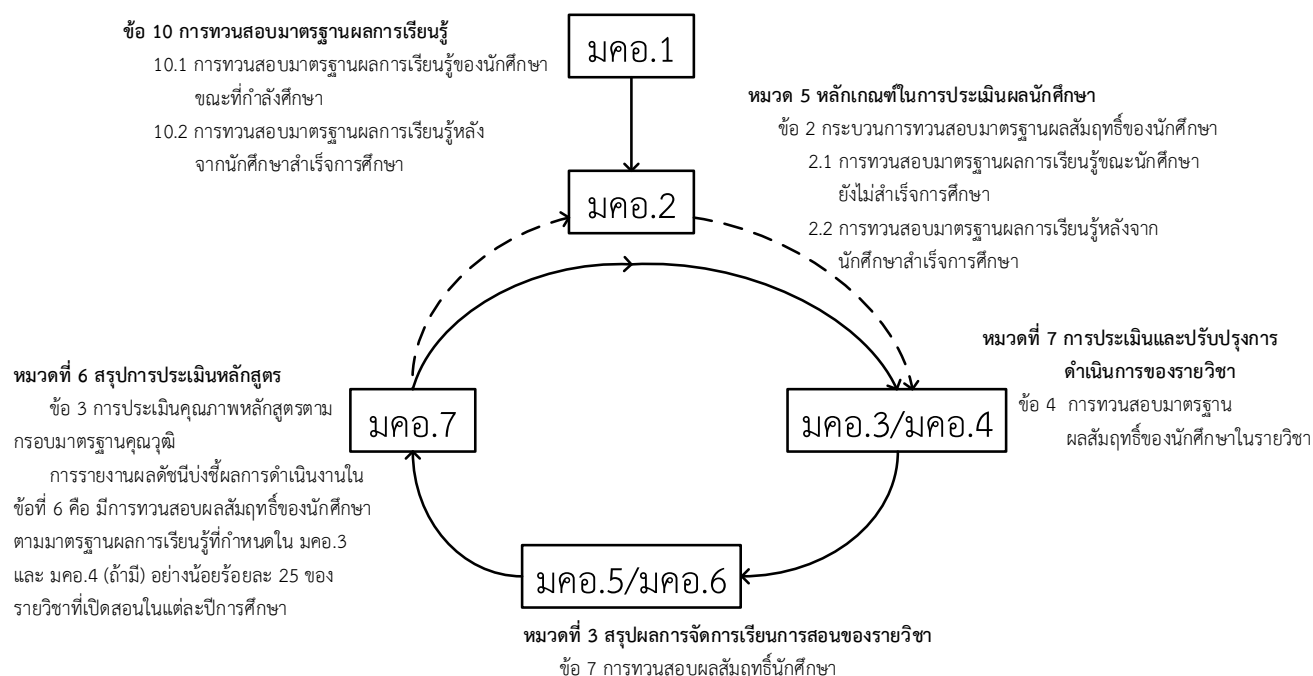 ข้อ 10 การทวนสอบมาตรฐานผลการเรียนรู้
10.1 การทวนสอบมาตรฐานผลการเรียนรู้ของนักศึกษา
ขณะที่กำลังศึกษา
10.2 การทวนสอบมาตรฐานผลการเรียนรู้หลัง
จากนักศึกษาสำเร็จการศึกษา
มคอ.1
หมวด 5 หลักเกณฑ์ในการประเมินผลนักศึกษา
ข้อ 2 กระบวนการทวนสอบมาตรฐานผลสัมฤทธิ์ของนักศึกษา
2.1 การทวนสอบมาตรฐานผลการเรียนรู้ขณะนักศึกษา
ยังไม่สำเร็จการศึกษา
2.2 การทวนสอบมาตรฐานผลการเรียนรู้หลังจาก
นักศึกษาสำเร็จการศึกษา
มคอ.2
หมวดที่ 7 การประเมินและปรับปรุงการ
ดำเนินการของรายวิชา
ข้อ 4 การทวนสอบมาตรฐาน
ผลสัมฤทธิ์ของนักศึกษาในรายวิชา
มคอ.3/มคอ.4
หมวดที่ 6 สรุปการประเมินหลักสูตร
ข้อ 3 การประเมินคุณภาพหลักสูตรตาม
กรอบมาตรฐานคุณวุฒิ
การรายงานผลดัชนีบ่งชี้ผลการดำเนินงานใน
ข้อที่ 6 คือ มีการทวนสอบผลสัมฤทธิ์ของนักศึกษา
ตามมาตรฐานผลการเรียนรู้ที่กำหนดใน มคอ.3
และ มคอ.4 (ถ้ามี) อย่างน้อยร้อยละ 25 ของ
รายวิชาที่เปิดสอนในแต่ละปีการศึกษา
มคอ.7
มคอ.5/มคอ.6
หมวดที่ 3 สรุปผลการจัดการเรียนการสอนของรายวิชา
ข้อ 7 การทวนสอบผลสัมฤทธิ์นักศึกษา